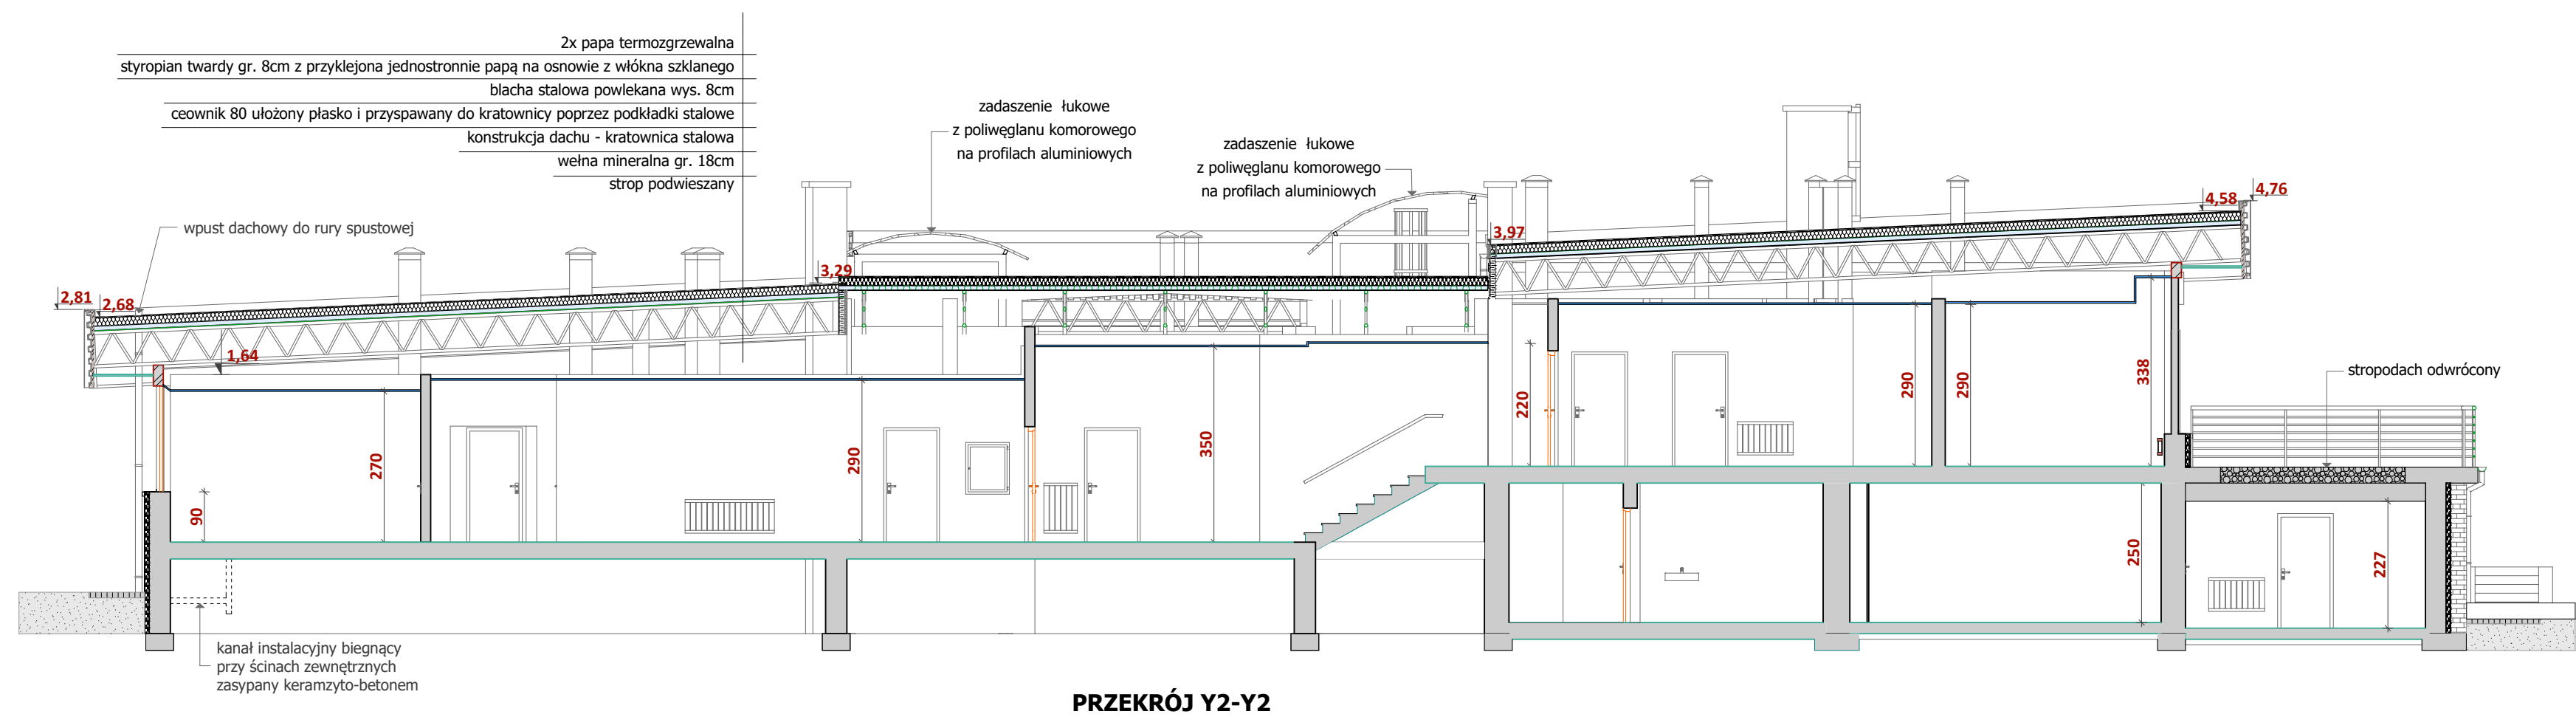 2x papa termozgrzewalna
styropian twardy gr. 8cm z przyklejona jednostronnie papą na osnowie z włókna szklanego
blacha stalowa powlekana wys. 8cm
ceownik 80 ułożony płasko i przyspawany do kratownicy poprzez podkładki stalowe
konstrukcja dachu - kratownica stalowa
wełna mineralna gr. 18cm
strop podwieszany
zadaszenie łukowe
z poliwęglanu komorowego
na profilach aluminiowych
zadaszenie łukowe
z poliwęglanu komorowego
na profilach aluminiowych
wpust dachowy do rury spustowej
4,58
4,76
3,97
3,29
2,81
2,68
1,64
stropodach odwrócony
270
290
350
220
290
290
338
90
250
227
kanał instalacyjny biegnący
przy ścinach zewnętrznych
zasypany keramzyto-betonem
PRZEKRÓJ Y2-Y2